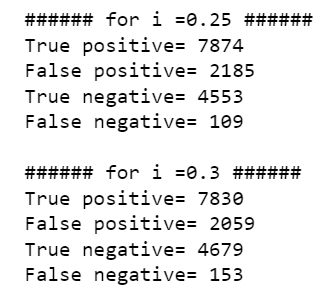 ###### for i =0.25 ######
True positive= 7874
False positive= 2185
True negative= 4553
False negative= 109
###### for i =0.3 ######
True positive= 7830
False positive= 2059
True negative= 4679
False negative= 153